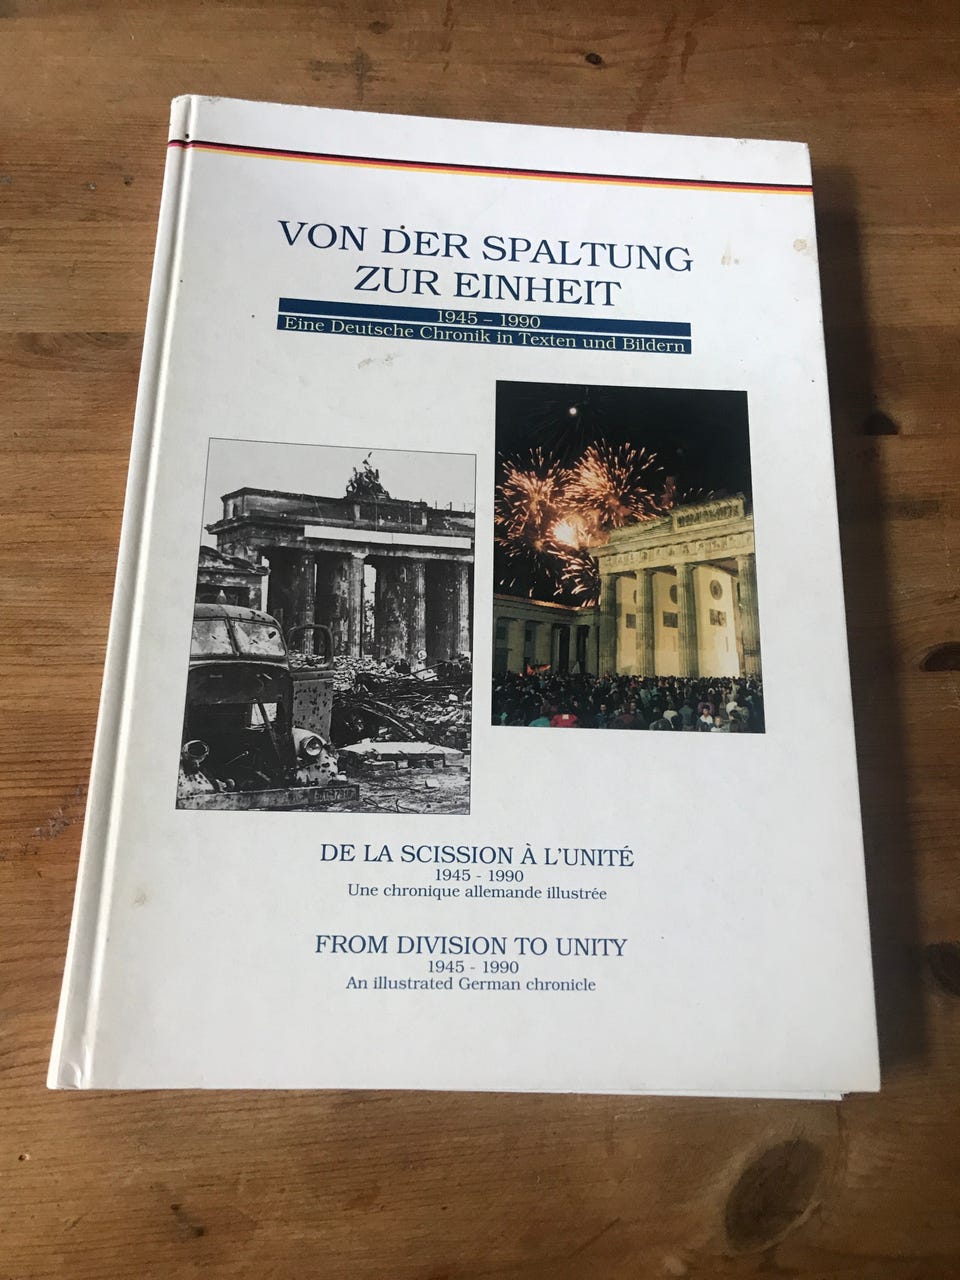 VON DER SPALTUNG
ZUR EINHEIT
1945 – 1990
Eine Deutsche Chronik in Texten und Bildern
DE LA SCISSION À L'UNITÉ
1945 - 1990
Une chronique allemande illustrée
FROM DIVISION TO UNITY
1945 - 1990
An illustrated German chronicle